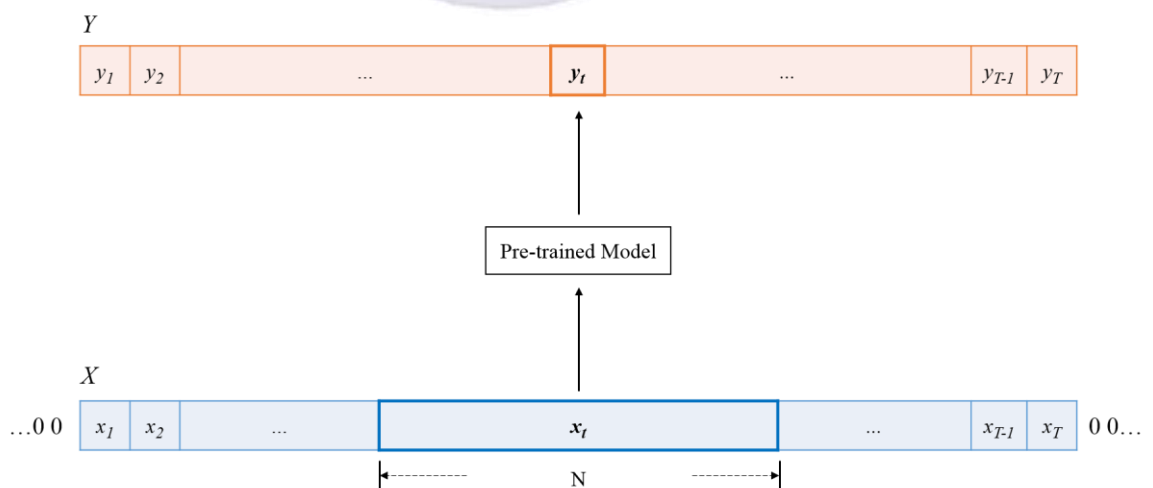 Y
y1 y2 ... yt ... yT-1 yT
Pre-trained Model
X
...0 0 x1 x2 ... xt ... xT-1 xT 0 0...
N